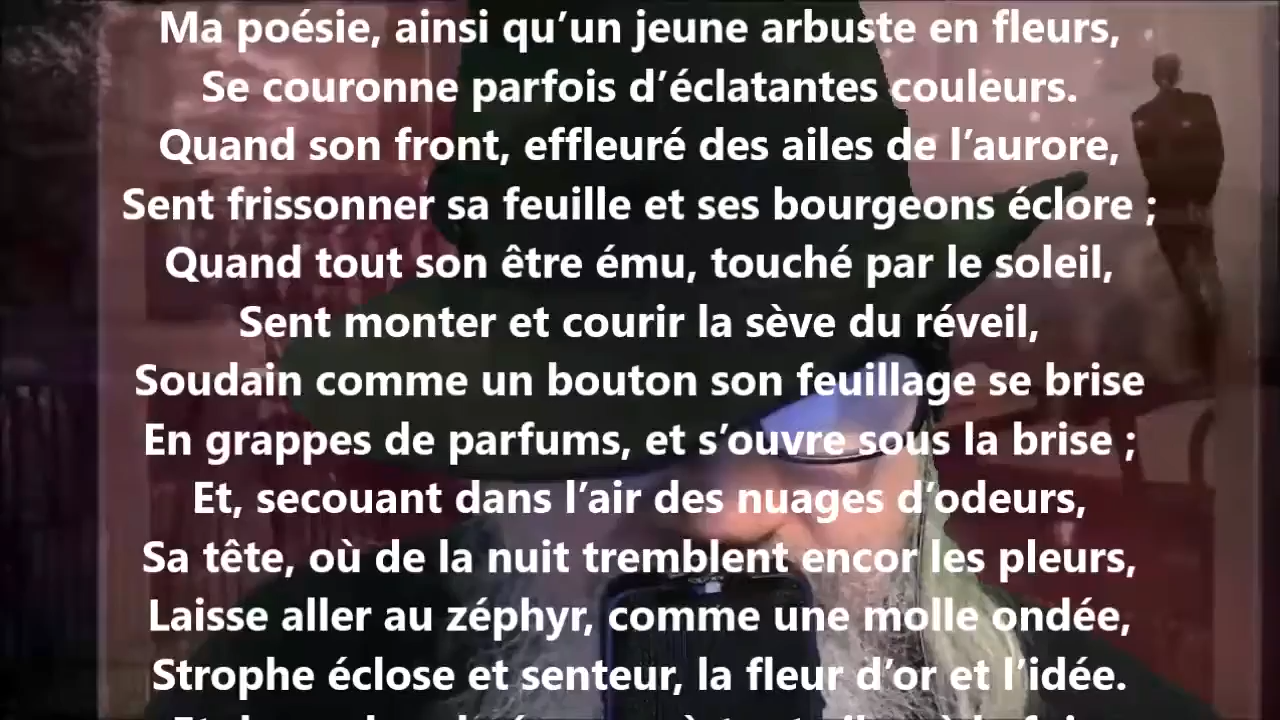 Ma poésie, ainsi qu’un jeune arbuste en fleurs,
Se couronne parfois d’éclatantes couleurs.
Quand son front, effleuré des ailes de l’aurore,
Sent frissonner sa feuille et ses bourgeons éclore ;
Quand tout son être ému, touché par le soleil,
Sent monter et courir la sève du réveil,
Soudain comme un bouton son feuillage se brise
En grappes de parfums, et s’ouvre sous la brise ;
Et, secouant dans l’air des nuages d’odeurs,
Sa tête, où de la nuit tremblent encor les pleurs,
Laisse aller au zéphyr, comme une molle ondée,
Strophe éclose et senteur, la fleur d’or et l’idée.